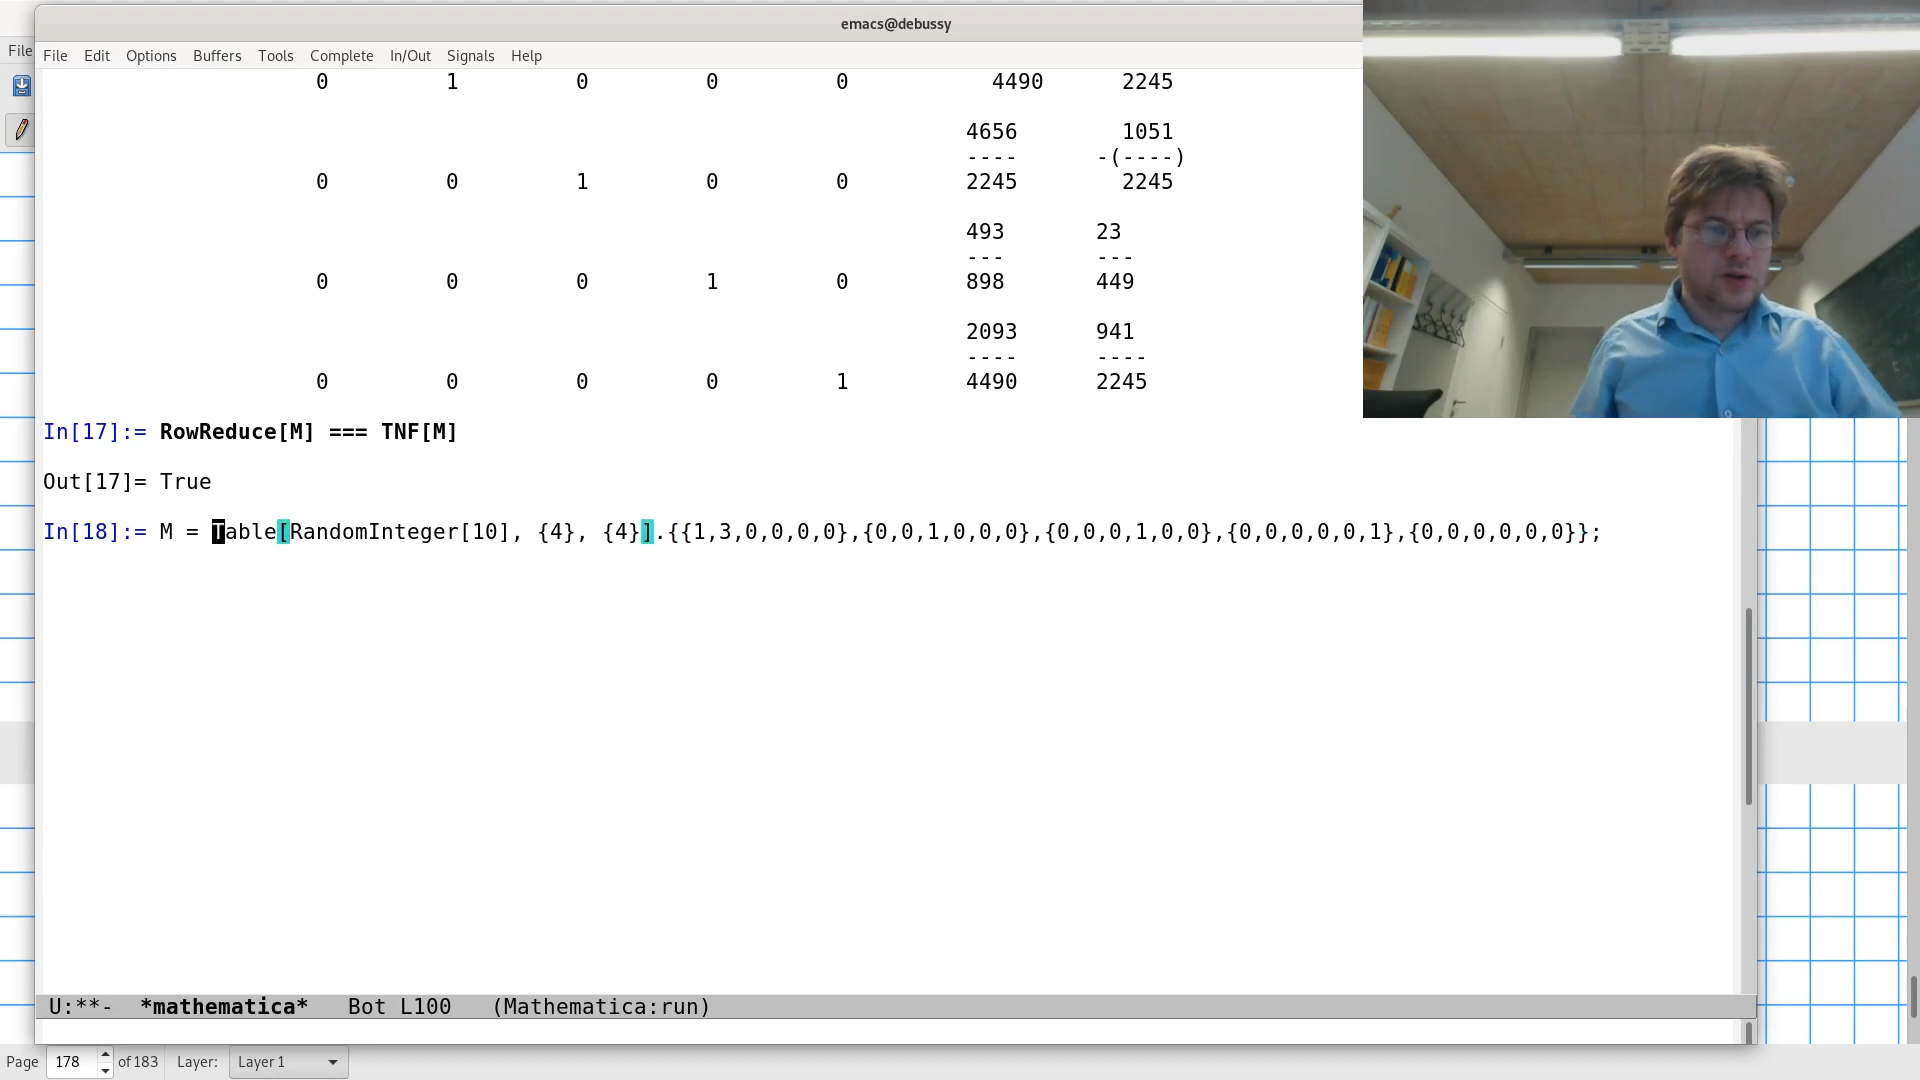 emacs@debussy
File
File Edit Options Buffers Tools Complete In/Out Signals Help
0 1 0 0 0 4490 2245
4656 1051
---- -(----)
0 0 1 0 0 2245 2245
493 23
--- ---
0 0 0 1 0 898 449
2093 941
---- ----
0 0 0 0 1 4490 2245
In[17]:= RowReduce[M] === TNF[M]
Out[17]= True
In[18]:= M = Table[RandomInteger[10], {4}, {4}].{{1,3,0,0,0,0},{0,0,1,0,0,0},{0,0,0,1,0,0},{0,0,0,0,0,1},{0,0,0,0,0,0}};
U:**- *mathematica* Bot L100 (Mathematica:run)
Page 178 of 183 Layer: Layer 1